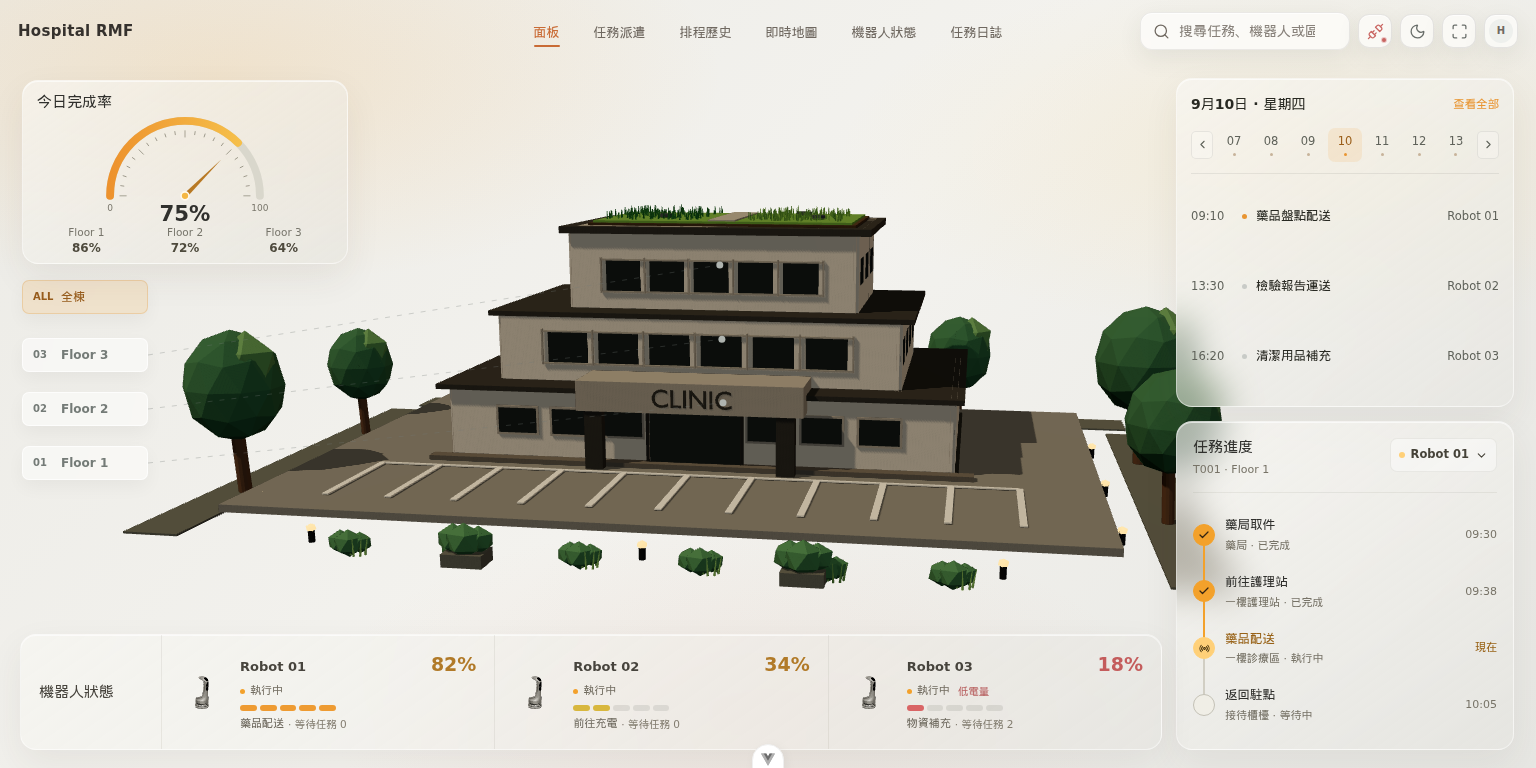 Hospital RMF
面板
任務派遣
排程歷史
即時地圖
機器人狀態
任務日誌
搜尋任務、機器人或區
H
今日完成率
0
75%
100
Floor 1
Floor 2
Floor 3
86%
72%
64%
ALL 全棟
03 Floor 3
02 Floor 2
01 Floor 1
CLINIC
9月10日・星期四
查看全部
07 08 09 10 11 12 13
09:10 藥品盤點配送 Robot 01
13:30 檢驗報告運送 Robot 02
16:20 清潔用品補充 Robot 03
任務進度
T001 · Floor 1
Robot 01
藥局取件
藥局 · 已完成
09:30
前往護理站
一樓護理站 · 已完成
09:38
藥品配送
一樓診療區 · 執行中
現在
返回駐點
接待櫃檯 · 等待中
10:05
機器人狀態
Robot 01
82%
執行中
藥品配送 · 等待任務 0
Robot 02
34%
執行中
前往充電 · 等待任務 0
Robot 03
18%
執行中 低電量
物資補充 · 等待任務 2